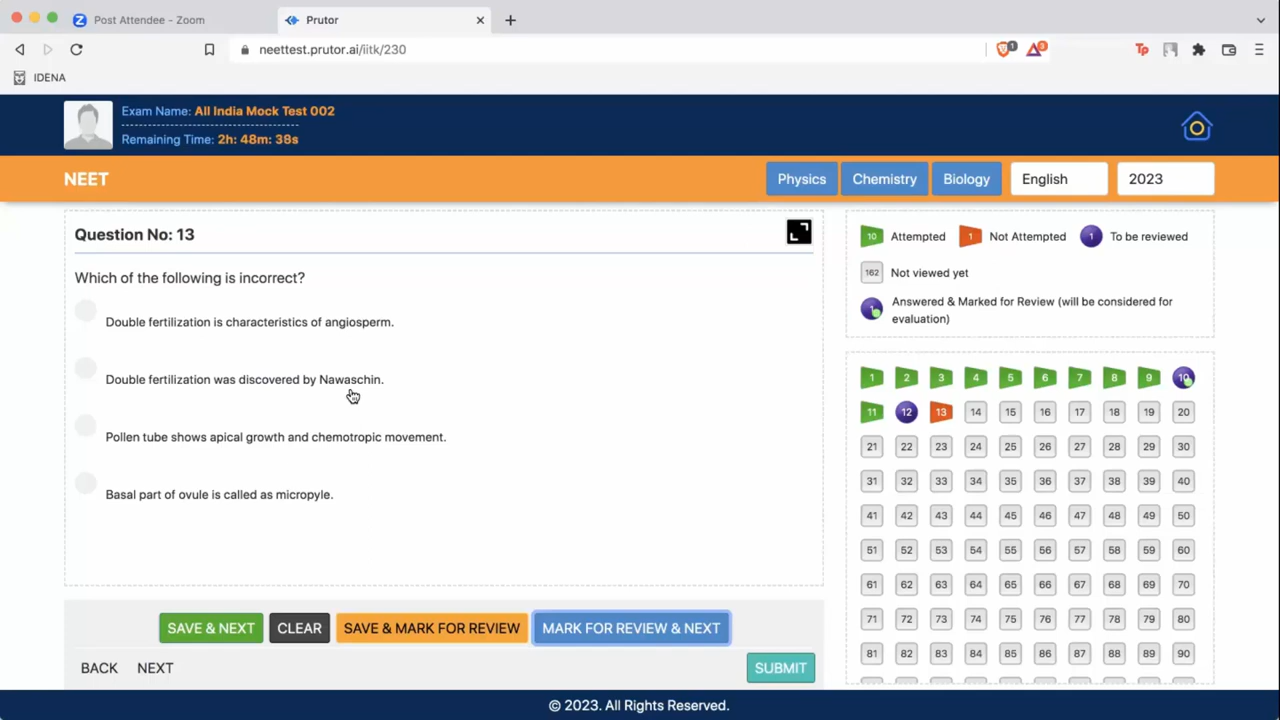 Post Attendee - Zoom
Prutor
neettest.prutor.ai/iitk/230
1
3
Tp
IDENA
Exam Name: All India Mock Test 002
Remaining Time: 2h: 48m: 38s
NEET
Physics
Chemistry
Biology
English
2023
Question No: 13
Which of the following is incorrect?
Double fertilization is characteristics of angiosperm.
Double fertilization was discovered by Nawaschin.
Pollen tube shows apical growth and chemotropic movement.
Basal part of ovule is called as micropyle.
SAVE & NEXT
CLEAR
SAVE & MARK FOR REVIEW
MARK FOR REVIEW & NEXT
BACK
NEXT
SUBMIT
10 Attempted
1 Not Attempted
1 To be reviewed
162 Not viewed yet
1 Answered & Marked for Review (will be considered for
evaluation)
1 2 3 4 5 6 7 8 9 10
11 12 13 14 15 16 17 18 19 20
21 22 23 24 25 26 27 28 29 30
31 32 33 34 35 36 37 38 39 40
41 42 43 44 45 46 47 48 49 50
51 52 53 54 55 56 57 58 59 60
61 62 63 64 65 66 67 68 69 70
71 72 73 74 75 76 77 78 79 80
81 82 83 84 85 86 87 88 89 90
© 2023. All Rights Reserved.